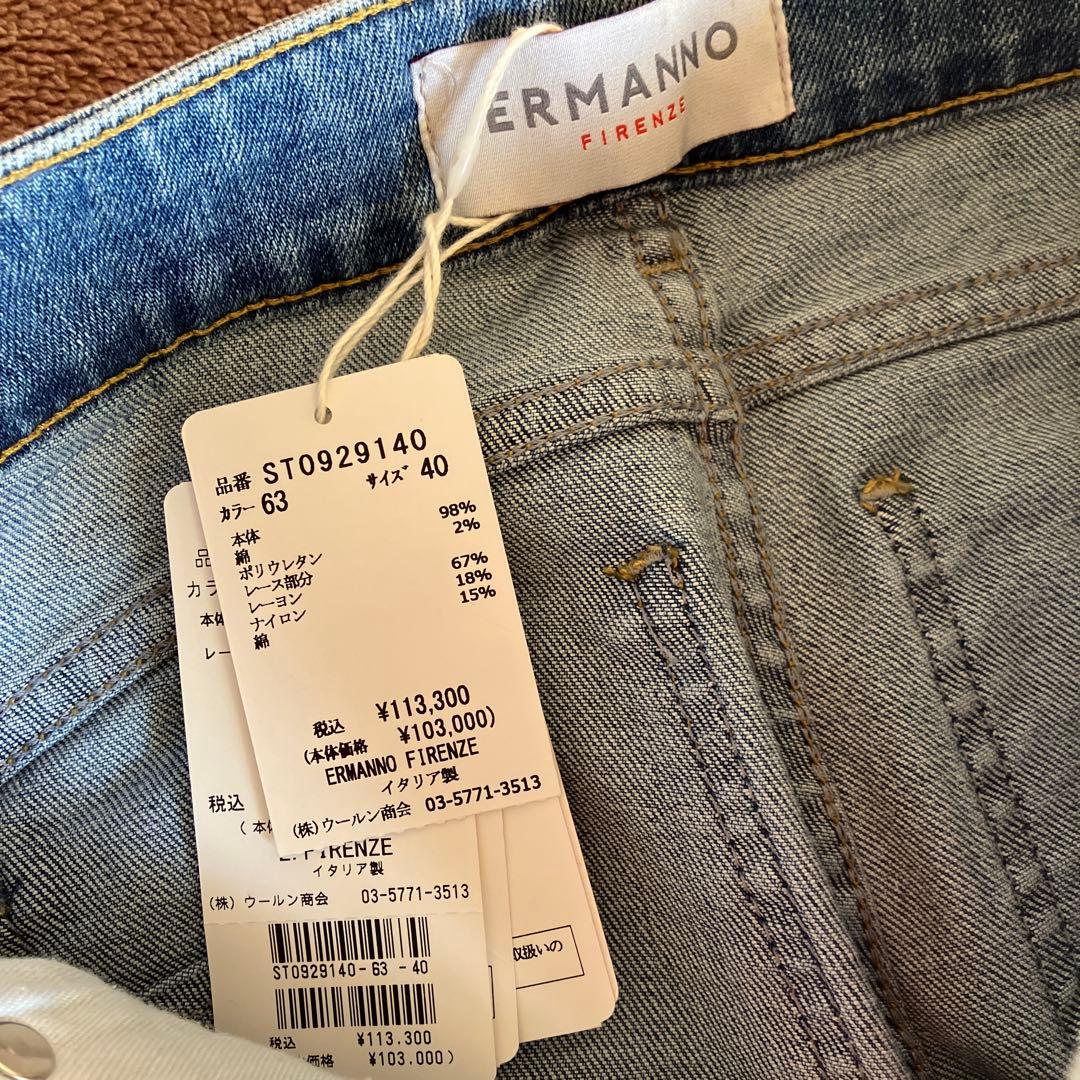 ERMANNO
FIRENZE
品番 ST0929140
カラー 63 サイズ 40
本体
綿 98%
ポリウレタン 2%
レース部分
レーヨン 67%
ナイロン 18%
綿 15%
税込 ¥113,300
(本体価格 ¥103,000)
ERMANNO FIRENZE
イタリア製
(株)ウールン商会 03-5771-3513
品
カラ
本体
レー
税込
(本体
FIRENZE
イタリア製
(株) ウールン商会 03-5771-3513
ST0929140-63 -40
税込 ¥113.300
価格 ¥103.000)
取扱いの